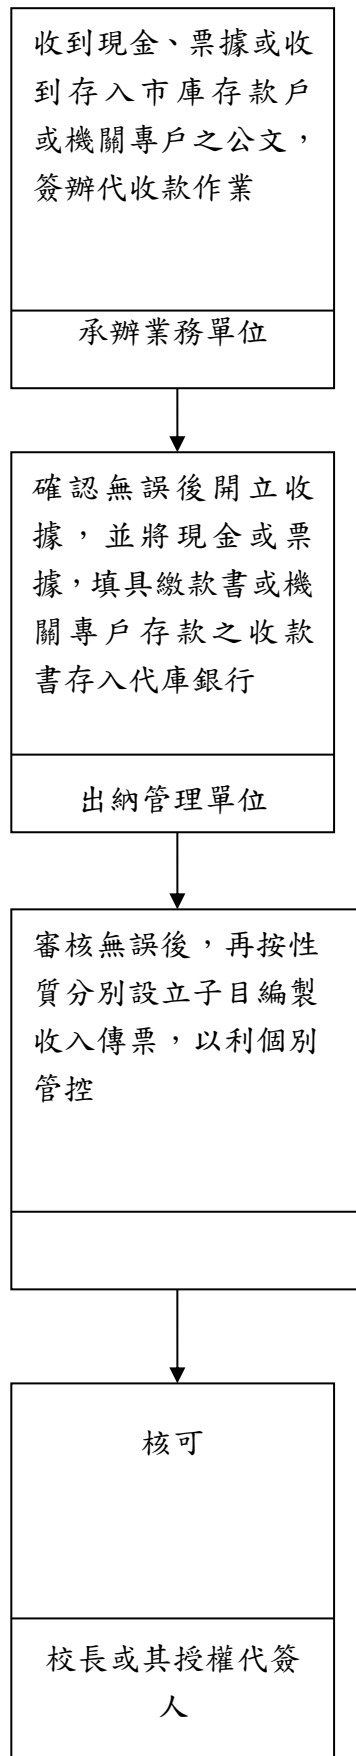 收到現金、票據或收
到存入市庫存款戶
或機關專戶之公文，
簽辦代收款作業
承辦業務單位
確認無誤後開立收
據，並將現金或票
據，填具繳款書或機
關專戶存款之收款
書存入代庫銀行
出納管理單位
審核無誤後，再按性
質分別設立子目編製
收入傳票，以利個別
管控
核可
校長或其授權代簽
人